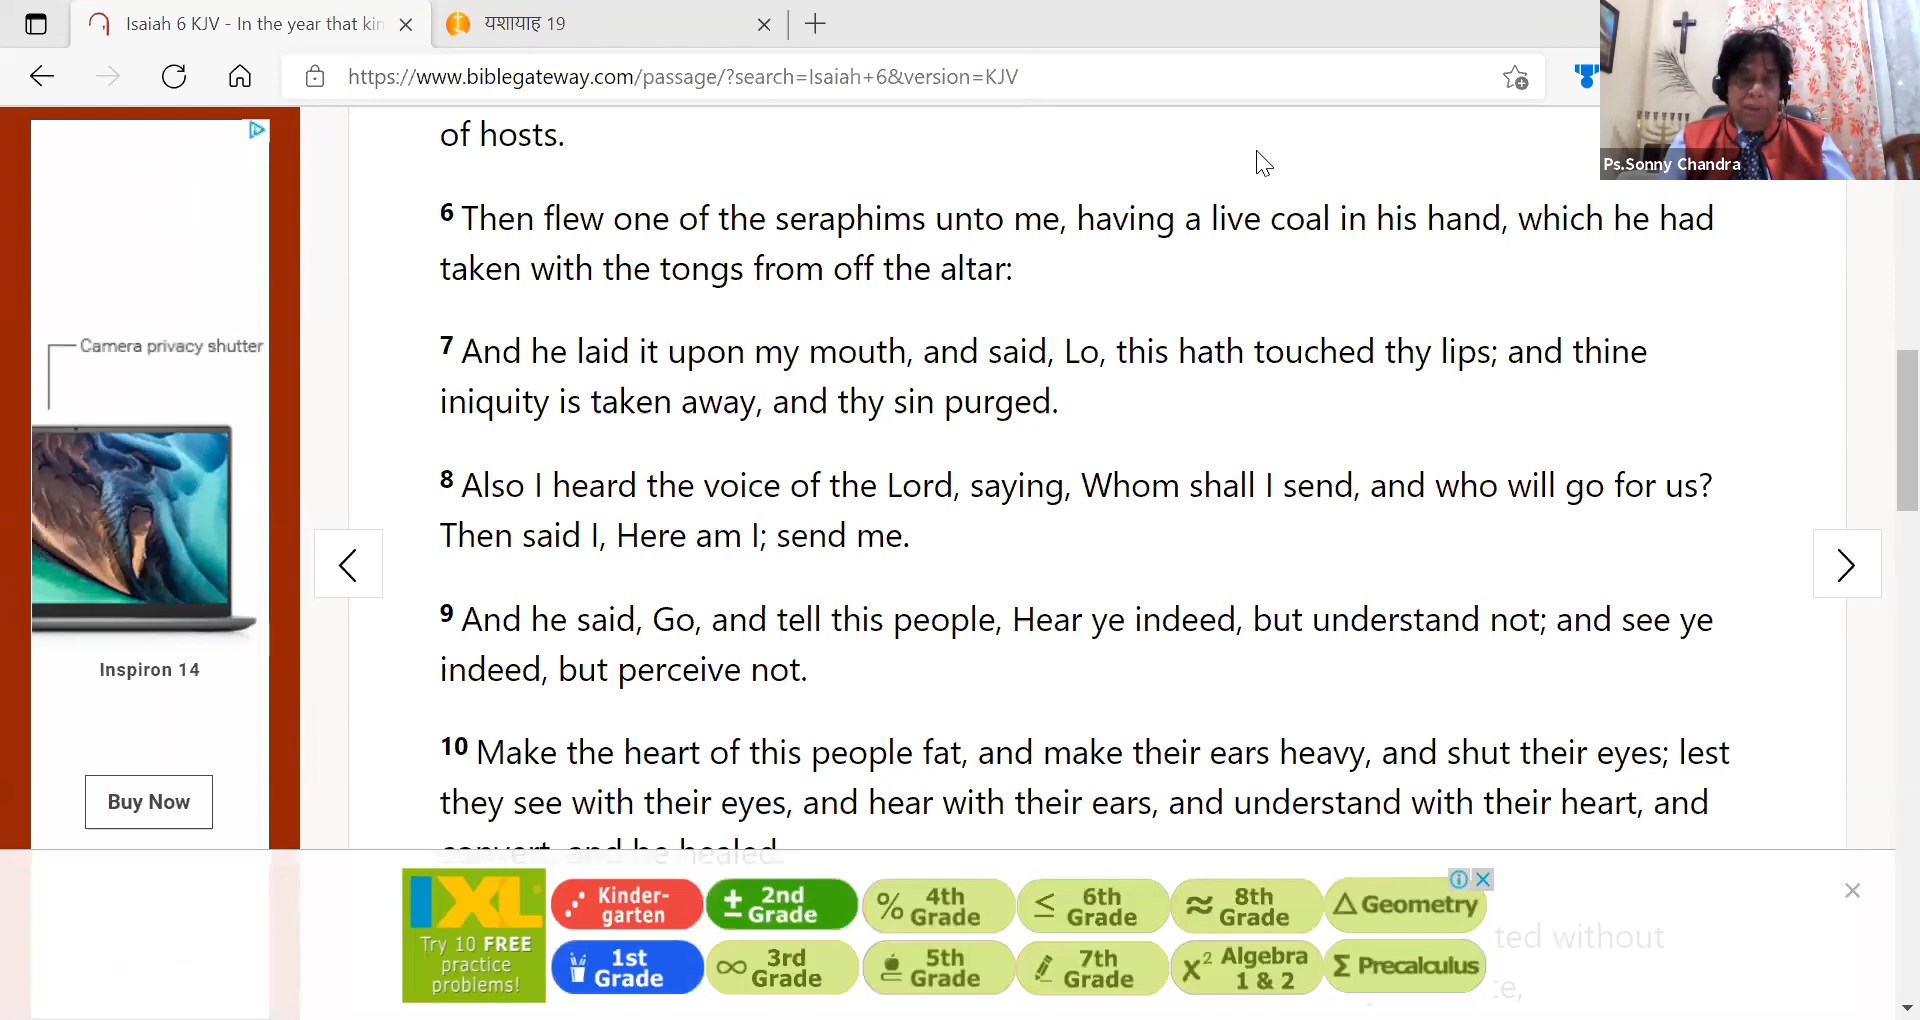 Isaiah 6 KJV - In the year that kin
यशायाह 19
https://www.biblegateway.com/passage/?search=Isaiah+6&version=KJV
Ps.Sonny Chandra
of hosts.
6 Then flew one of the seraphims unto me, having a live coal in his hand, which he had
taken with the tongs from off the altar:
7 And he laid it upon my mouth, and said, Lo, this hath touched thy lips; and thine
iniquity is taken away, and thy sin purged.
8 Also I heard the voice of the Lord, saying, Whom shall I send, and who will go for us?
Then said I, Here am I; send me.
9 And he said, Go, and tell this people, Hear ye indeed, but understand not; and see ye
indeed, but perceive not.
10 Make the heart of this people fat, and make their ears heavy, and shut their eyes; lest
they see with their eyes, and hear with their ears, and understand with their heart, and
convert, and be healed.
Camera privacy shutter
Inspiron 14
Buy Now
IXL
Try 10 FREE
practice
problems!
Kinder-
garten
± 2nd
Grade
% 4th
Grade
≤ 6th
Grade
≈ 8th
Grade
△ Geometry
1st
Grade
∞ 3rd
Grade
5th
Grade
7th
Grade
X² Algebra
1 & 2
Σ Precalculus
ted without